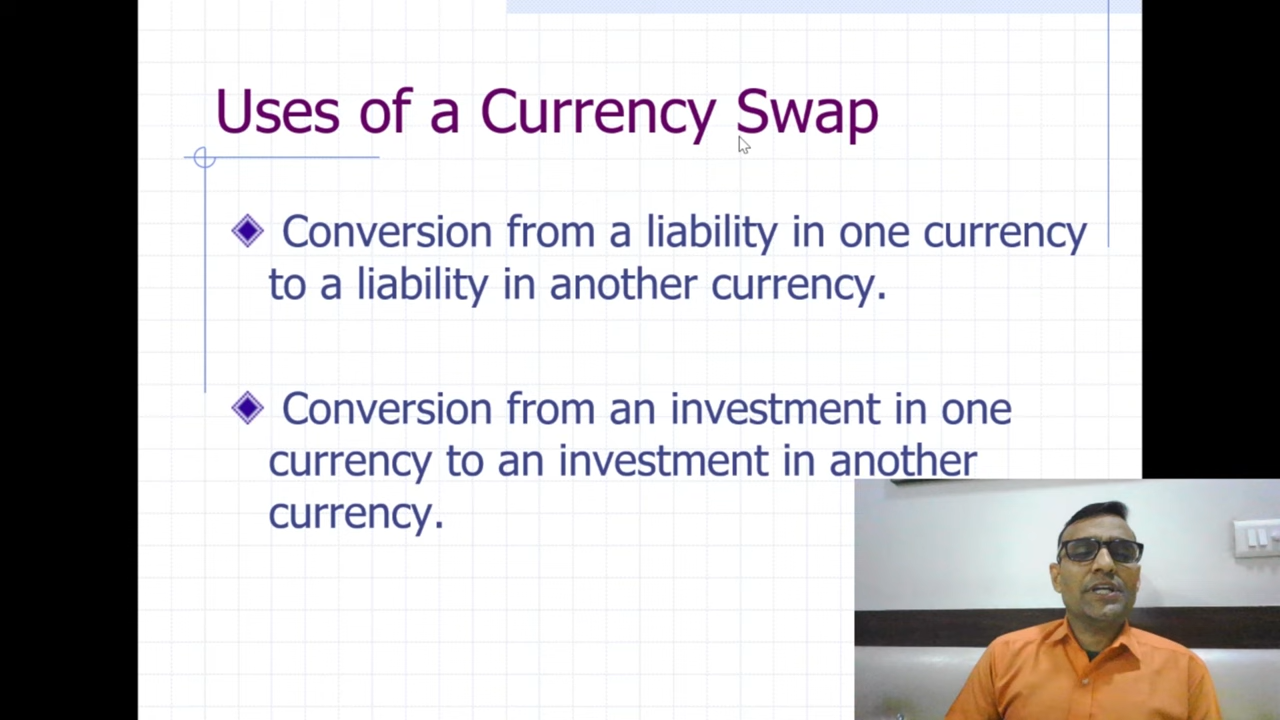 Uses of a Currency Swap
Conversion from a liability in one currency
to a liability in another currency.
Conversion from an investment in one
currency to an investment in another
currency.